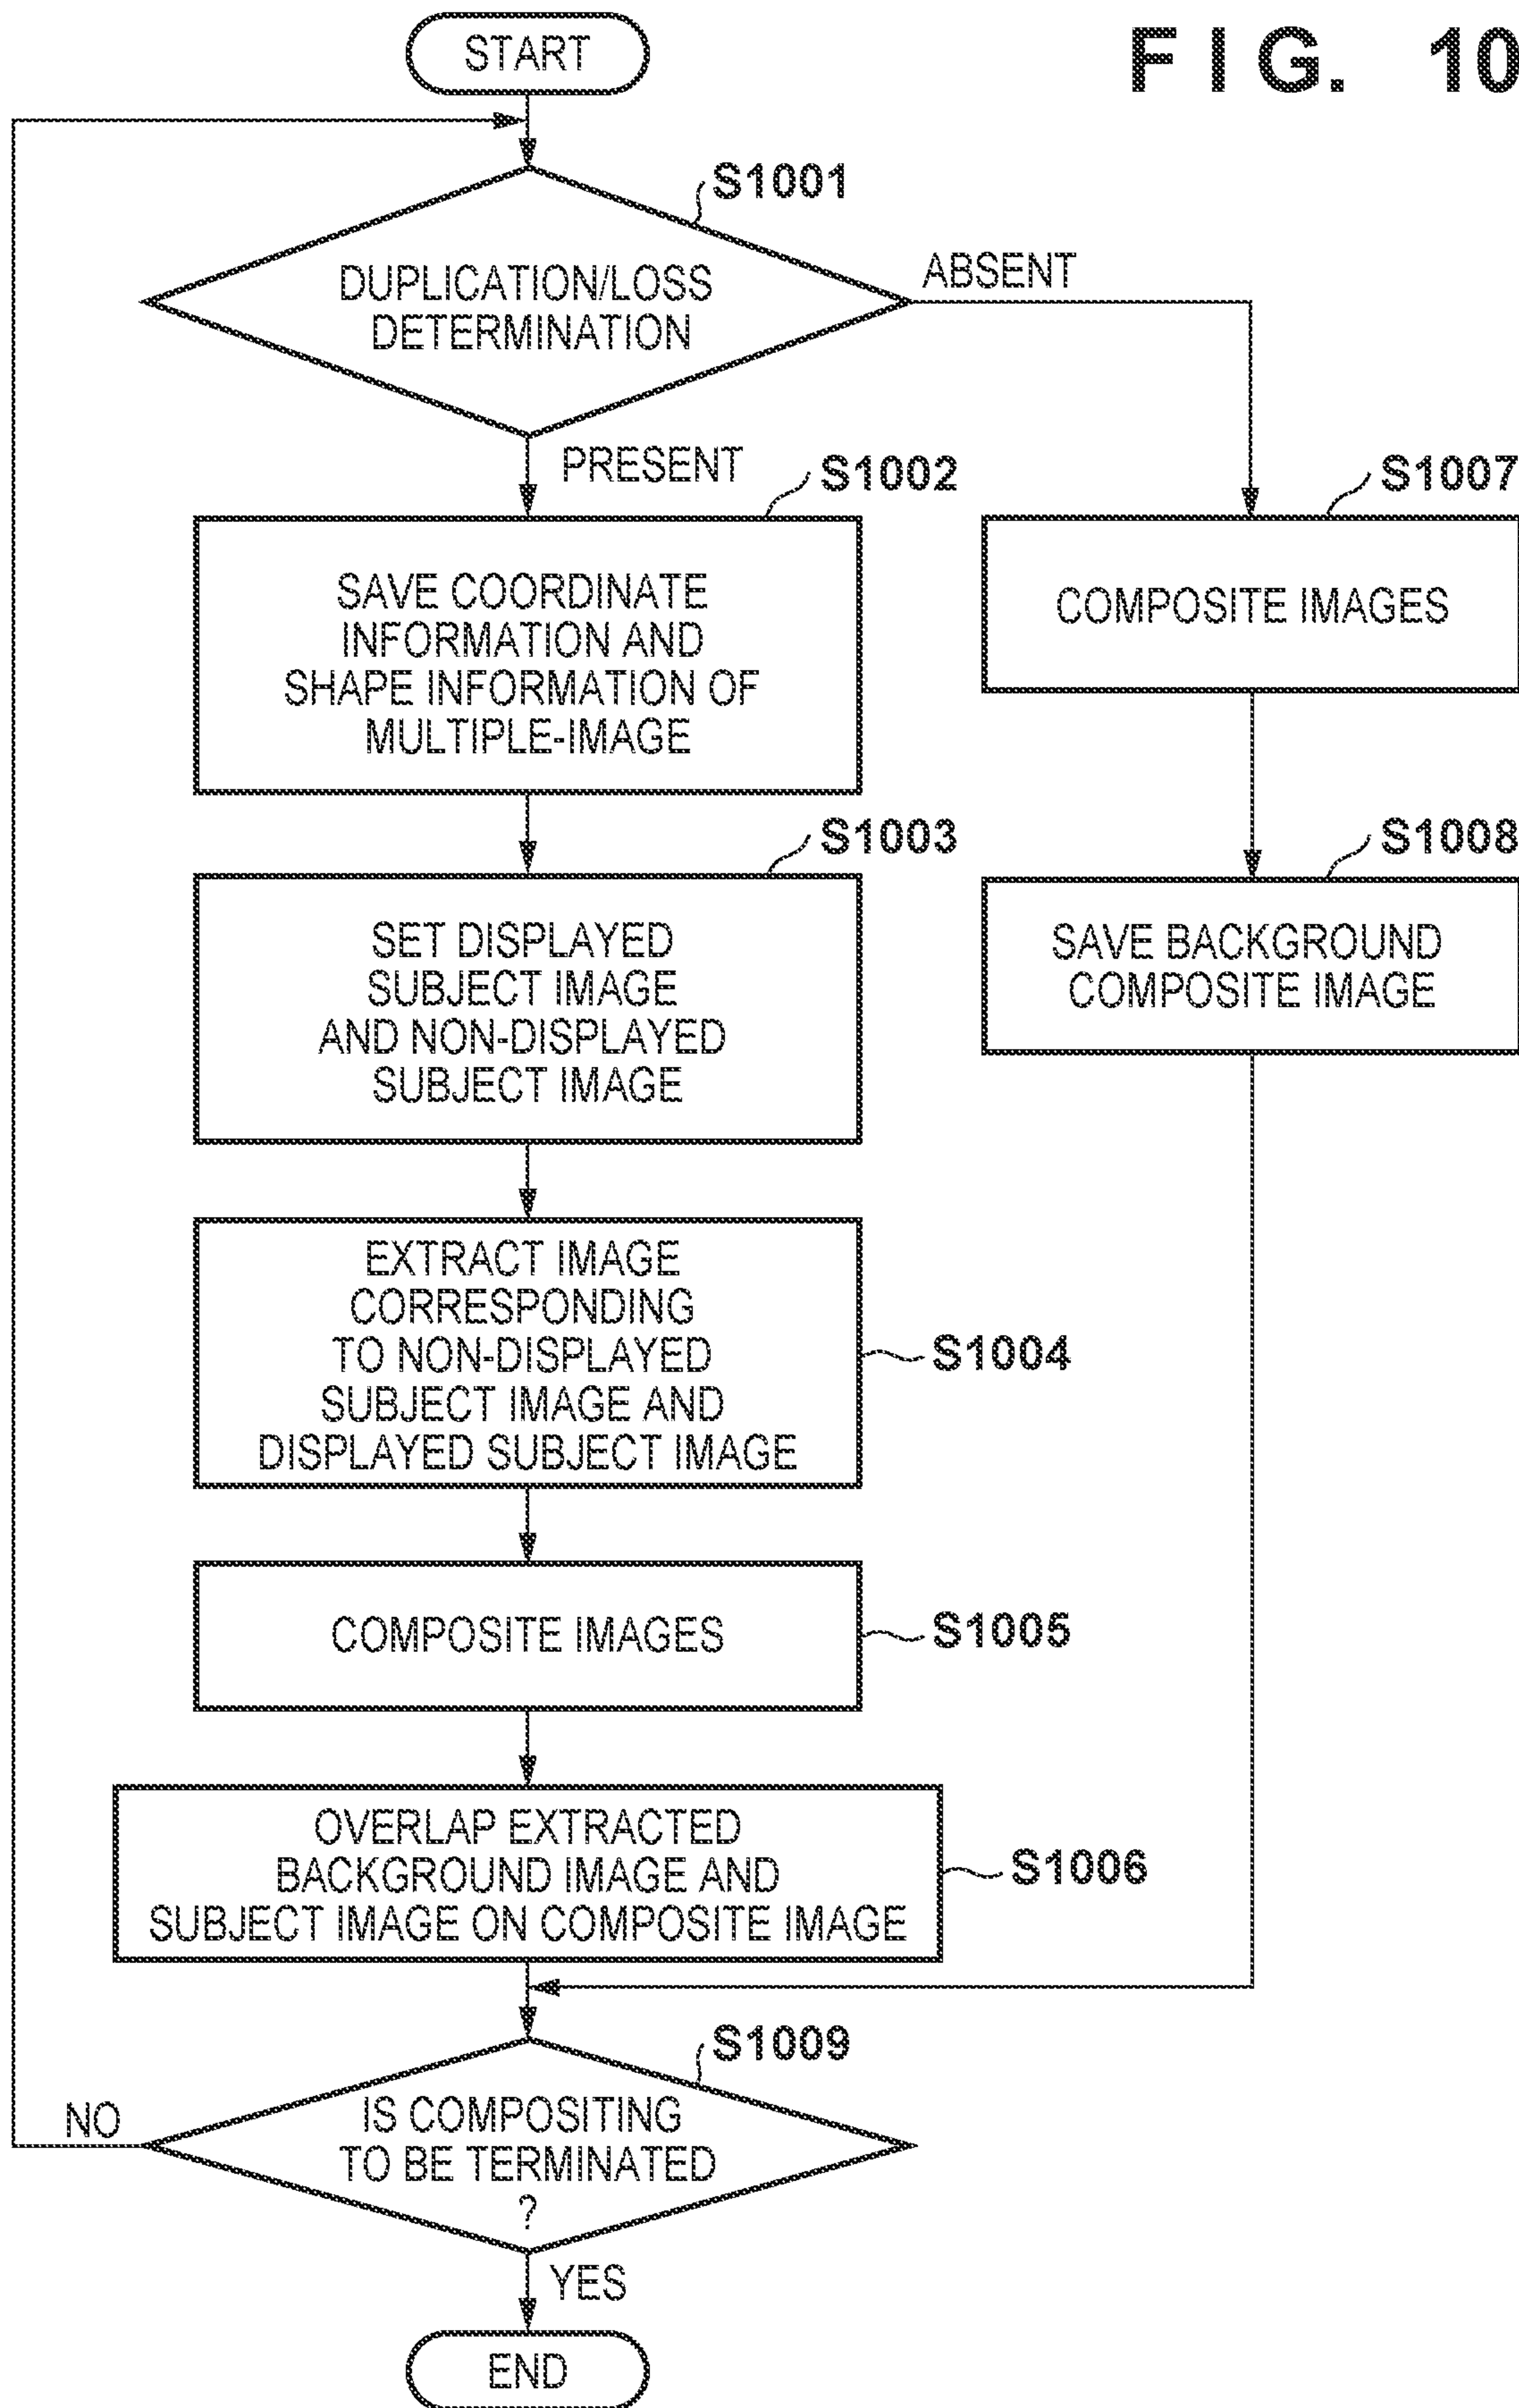 FIG. 10
START
S1001
DUPLICATION/LOSS
DETERMINATION
ABSENT
PRESENT
S1002
SAVE COORDINATE
INFORMATION AND
SHAPE INFORMATION OF
MULTIPLE-IMAGE
S1007
COMPOSITE IMAGES
S1003
SET DISPLAYED
SUBJECT IMAGE
AND NON-DISPLAYED
SUBJECT IMAGE
S1008
SAVE BACKGROUND
COMPOSITE IMAGE
EXTRACT IMAGE
CORRESPONDING
TO NON-DISPLAYED
SUBJECT IMAGE AND
DISPLAYED SUBJECT IMAGE
S1004
COMPOSITE IMAGES
S1005
OVERLAP EXTRACTED
BACKGROUND IMAGE AND
SUBJECT IMAGE ON COMPOSITE IMAGE
S1006
S1009
IS COMPOSITING
TO BE TERMINATED
?
NO
YES
END